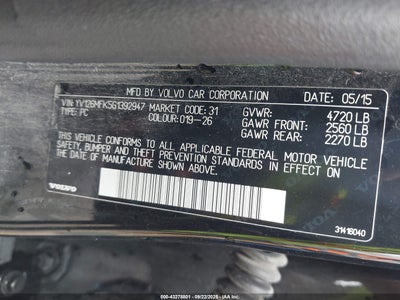 MFD BY VOLVO CAR CORPORATION DATE: 05/15
VIN: YV126MFK5G1392947 MARKET CODE: 31 GVWR: 4720 LB
TYPE: PC COLOUR: 019-26 GAWR FRONT: 2560 LB
GAWR REAR: 2270 LB
THIS VEHICLE CONFORMS TO ALL APPLICABLE FEDERAL MOTOR VEHICLE
SAFETY, BUMPER AND THEFT PREVENTION STANDARDS IN EFFECT ON
THE DATE OF MANUFACTURE SHOWN ABOVE.
VOLVO
31416040
000-43278801 - 09/22/2025 - IAAI.COM